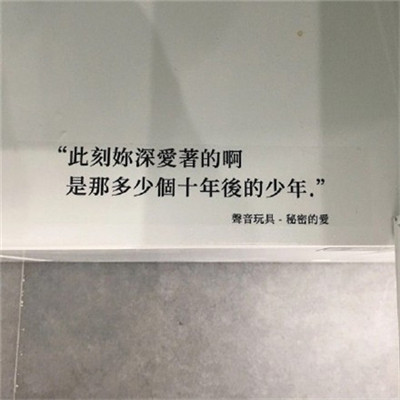 “此刻妳深愛著的啊
是那多少個十年後的少年.”
聲音玩具 - 秘密的愛